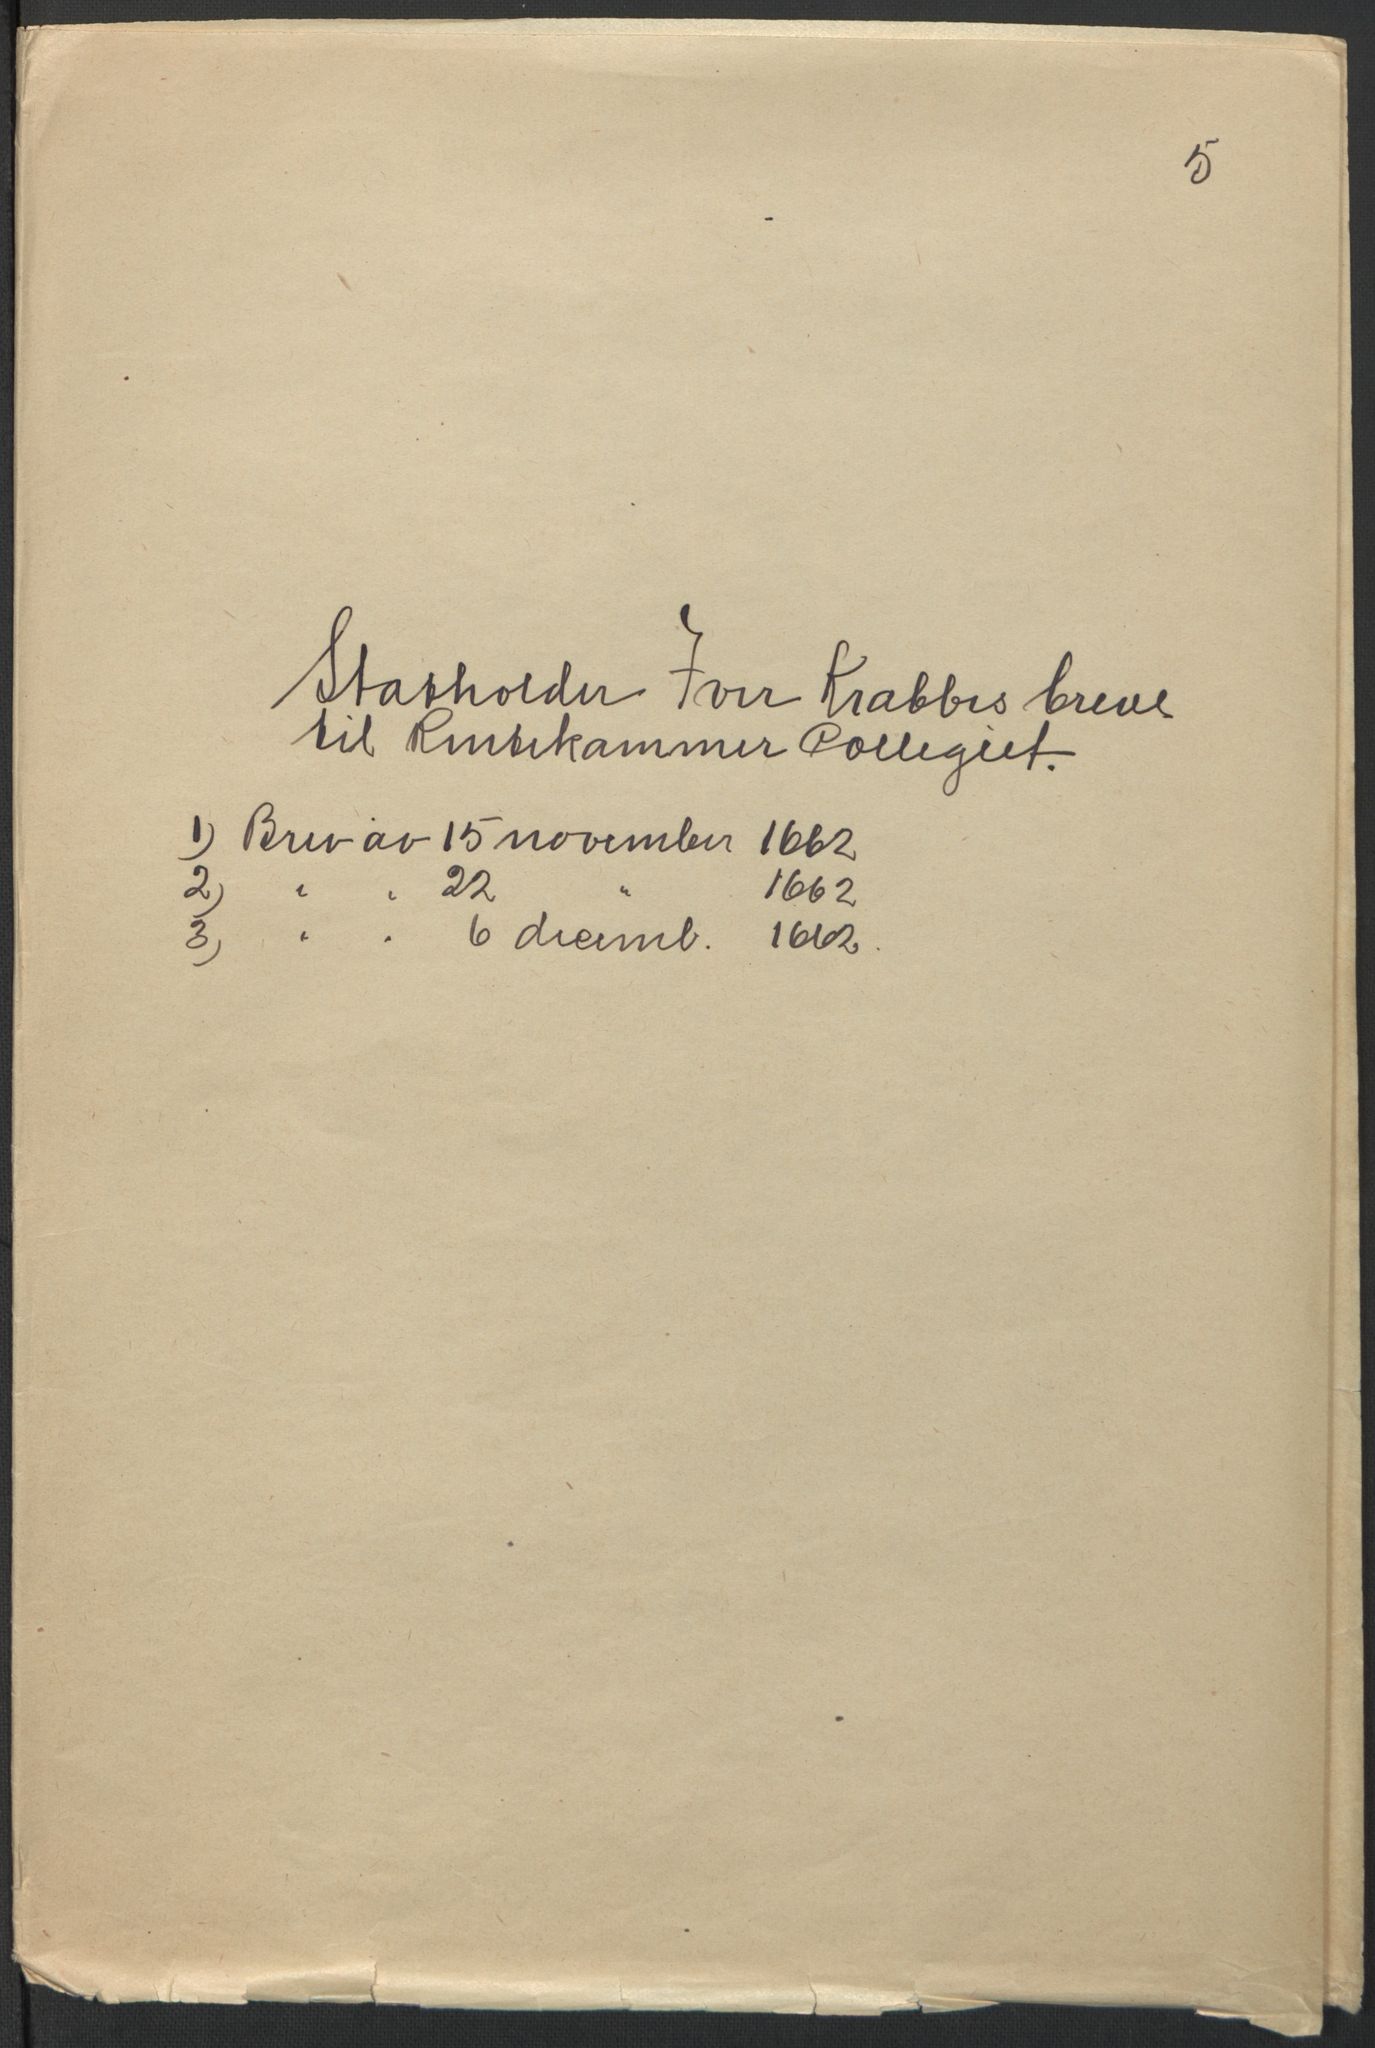 5
Statholder Iver Krabbes breve
til Rentekammer Collegiet.
1) Brev av 15 november 1662
2) " " 22 " 1662
3) " " 6 decemb. 1662.